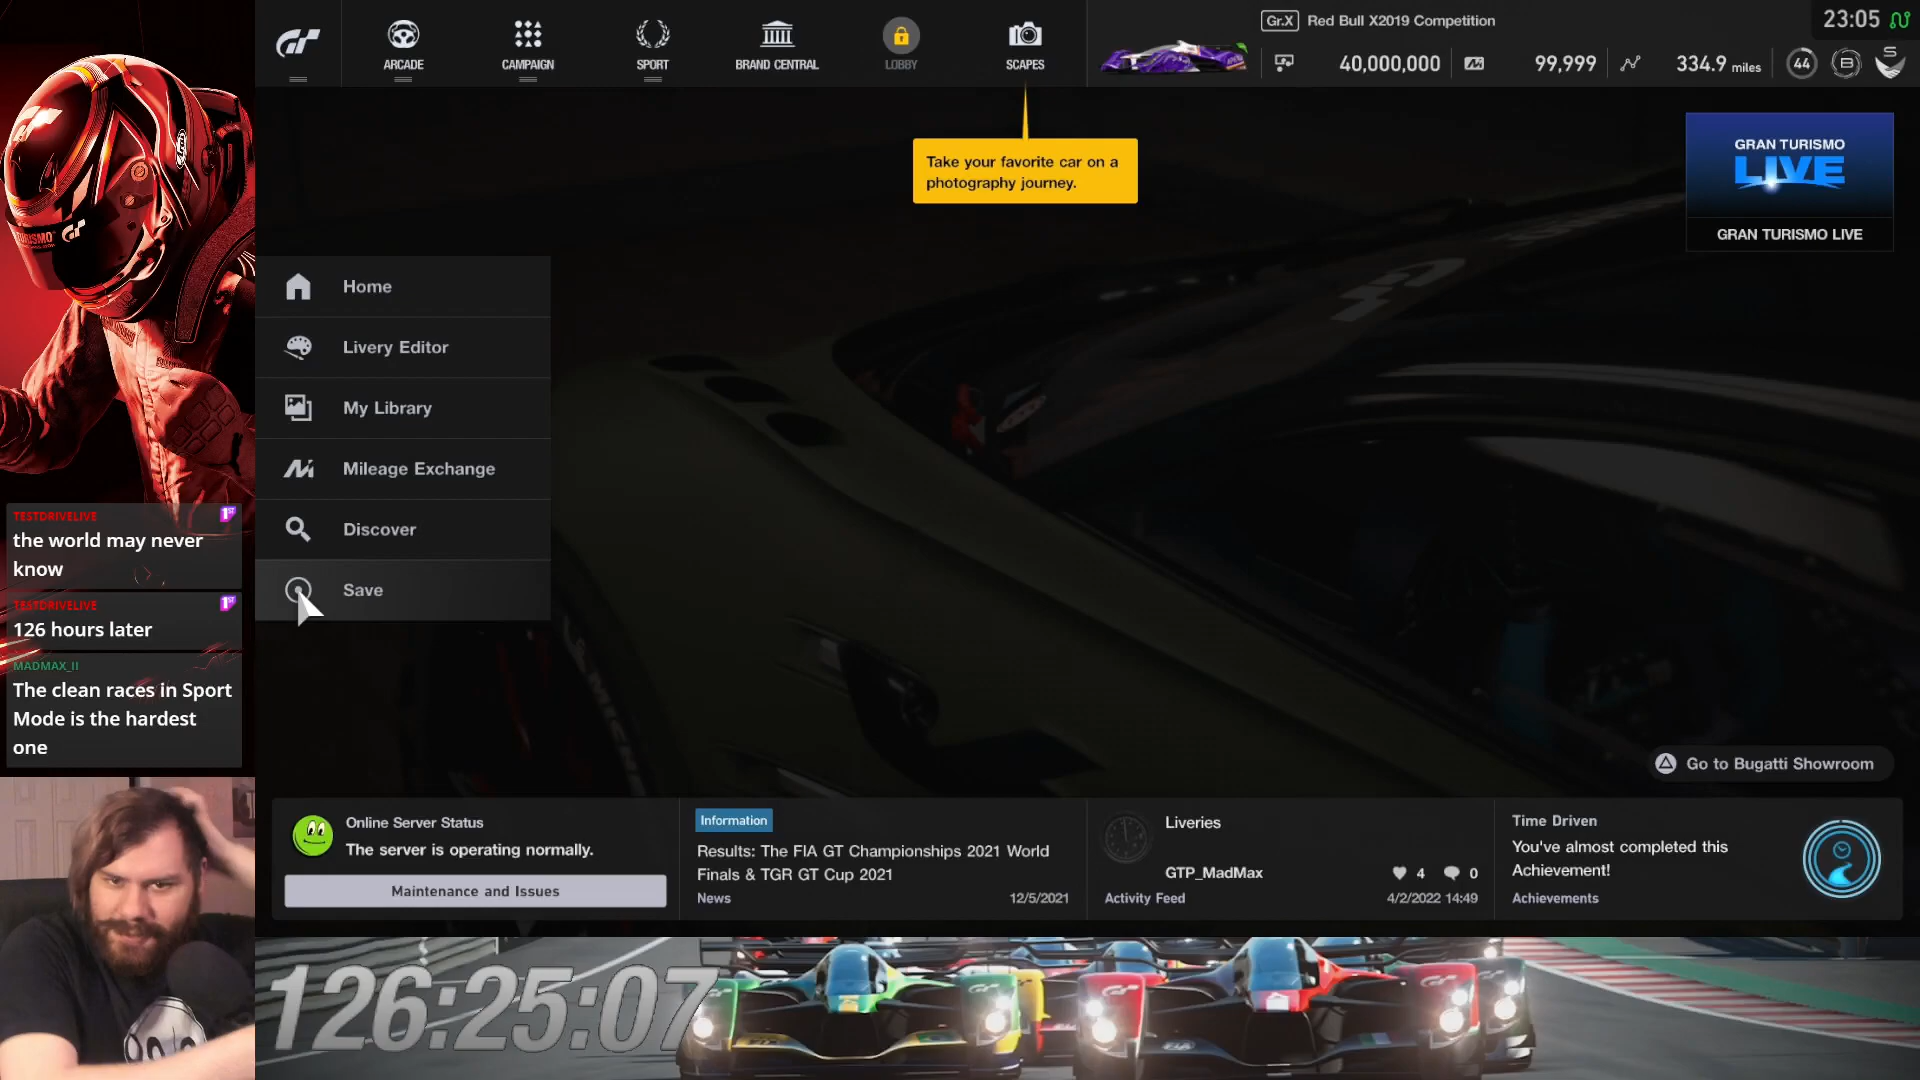 ARCADE
CAMPAIGN
SPORT
BRAND CENTRAL
LOBBY
SCAPES
Gr.X Red Bull X2019 Competition
23:05
40,000,000
99,999
334.9 miles
44
B
S
Take your favorite car on a
photography journey.
GRAN TURISMO
LIVE
GRAN TURISMO LIVE
Home
Livery Editor
My Library
Mileage Exchange
Discover
Save
TESTDRIVELIVE
the world may never
know
TESTDRIVELIVE
126 hours later
MADMAX_II
The clean races in Sport
Mode is the hardest
one
Go to Bugatti Showroom
Online Server Status
The server is operating normally.
Maintenance and Issues
Information
Results: The FIA GT Championships 2021 World
Finals & TGR GT Cup 2021
News
12/5/2021
Liveries
GTP_MadMax
4
0
Activity Feed
4/2/2022 14:49
Time Driven
You've almost completed this
Achievement!
Achievements
126:25:07